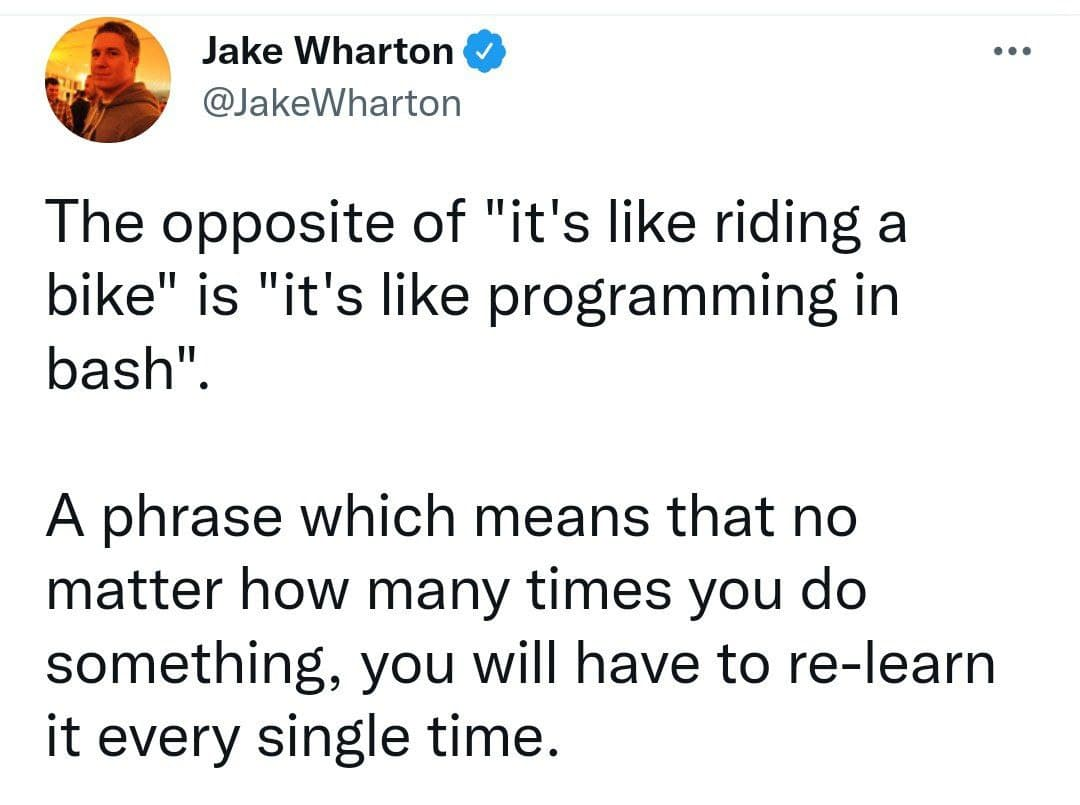 Jake Wharton
@JakeWharton
The opposite of "it's like riding a
bike" is "it's like programming in
bash".
A phrase which means that no
matter how many times you do
something, you will have to re-learn
it every single time.